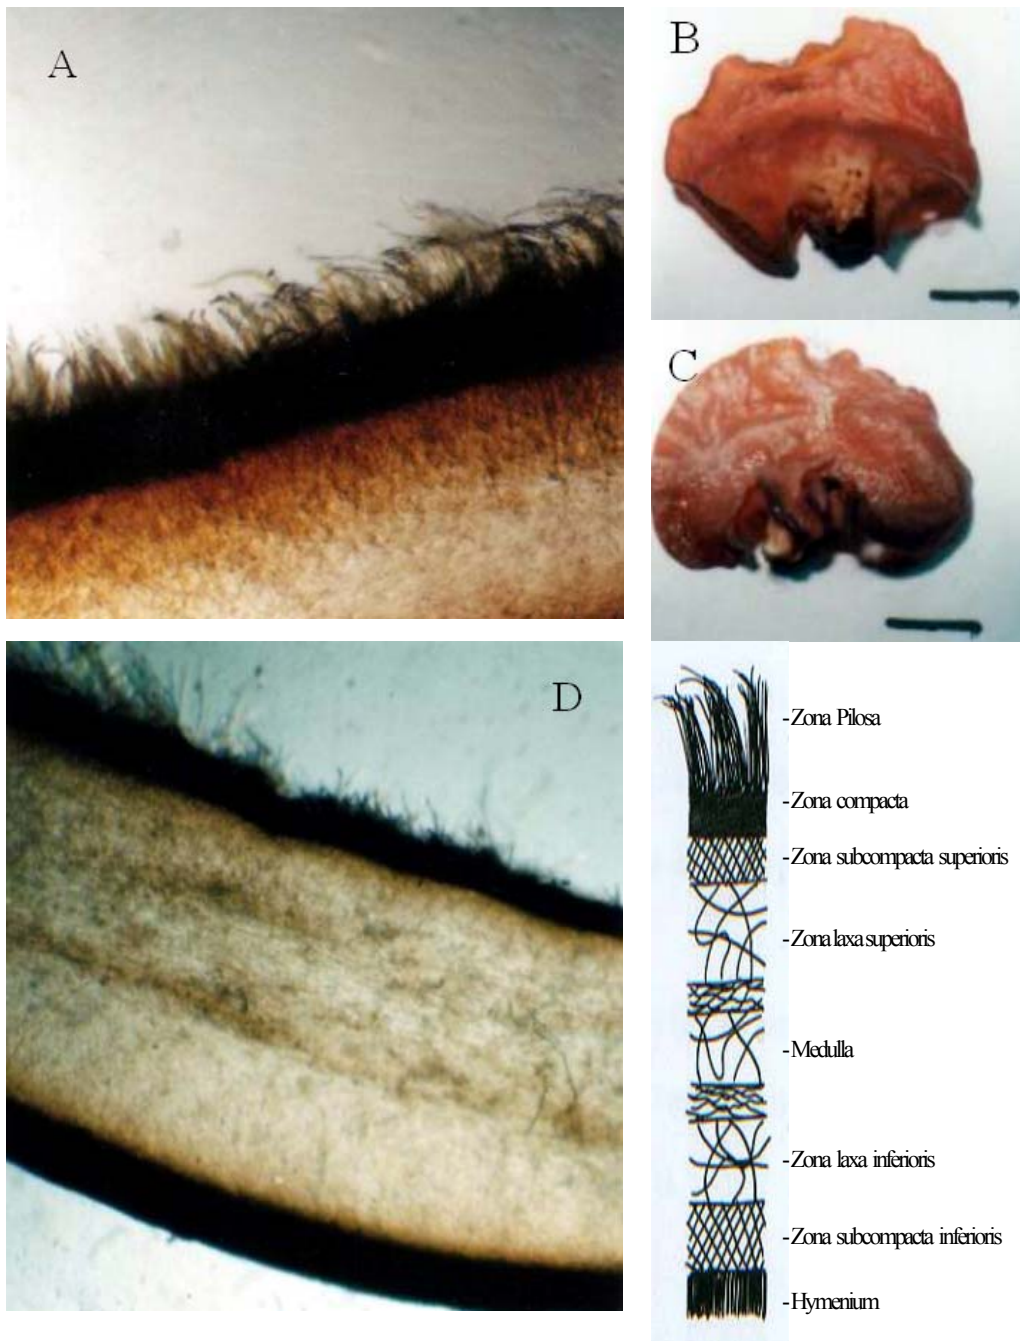 A
B
C
D
-Zona Pilosa
-Zona compacta
-Zona subcompacta superioris
-Zona laxa superioris
-Medulla
-Zona laxa inferioris
-Zona subcompacta inferioris
-Hymenium